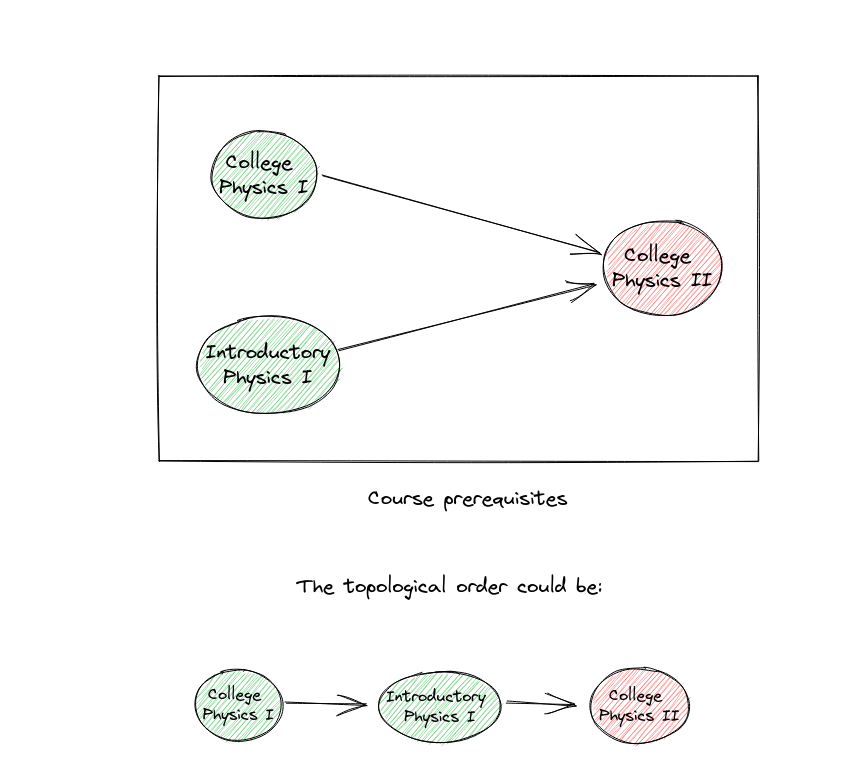 College
Physics I
College
Physics II
Introductory
Physics I
Course prerequisites
The topological order could be:
College
Physics I
Introductory
Physics I
College
Physics II